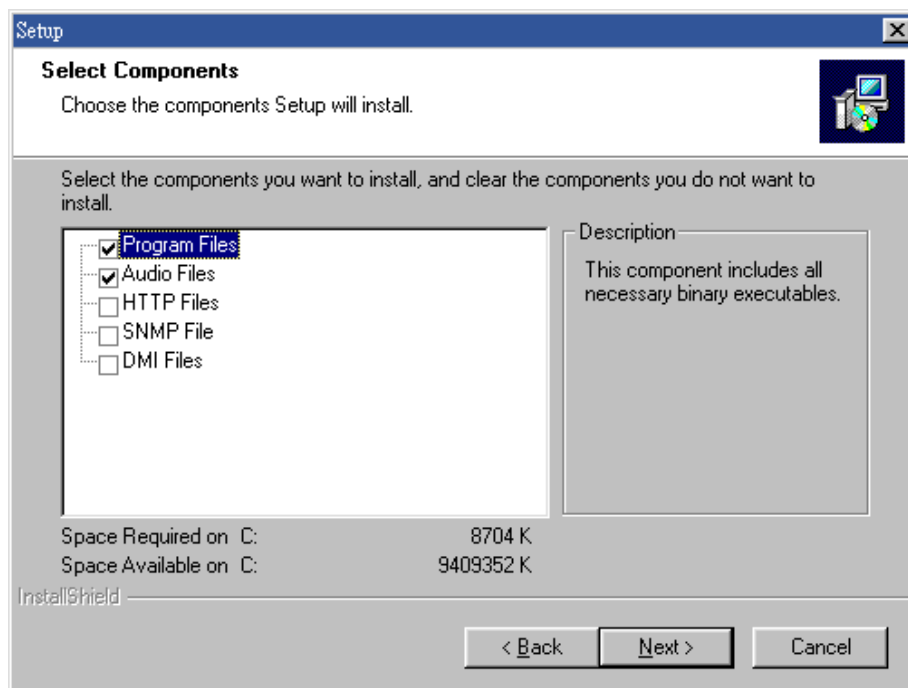 Setup
Select Components
Choose the components Setup will install.
Select the components you want to install, and clear the components you do not want to
install.
Program Files
Audio Files
HTTP Files
SNMP File
DMI Files
Description
This component includes all
necessary binary executables.
Space Required on C: 8704 K
Space Available on C: 9409352 K
InstallShield
< Back Next > Cancel